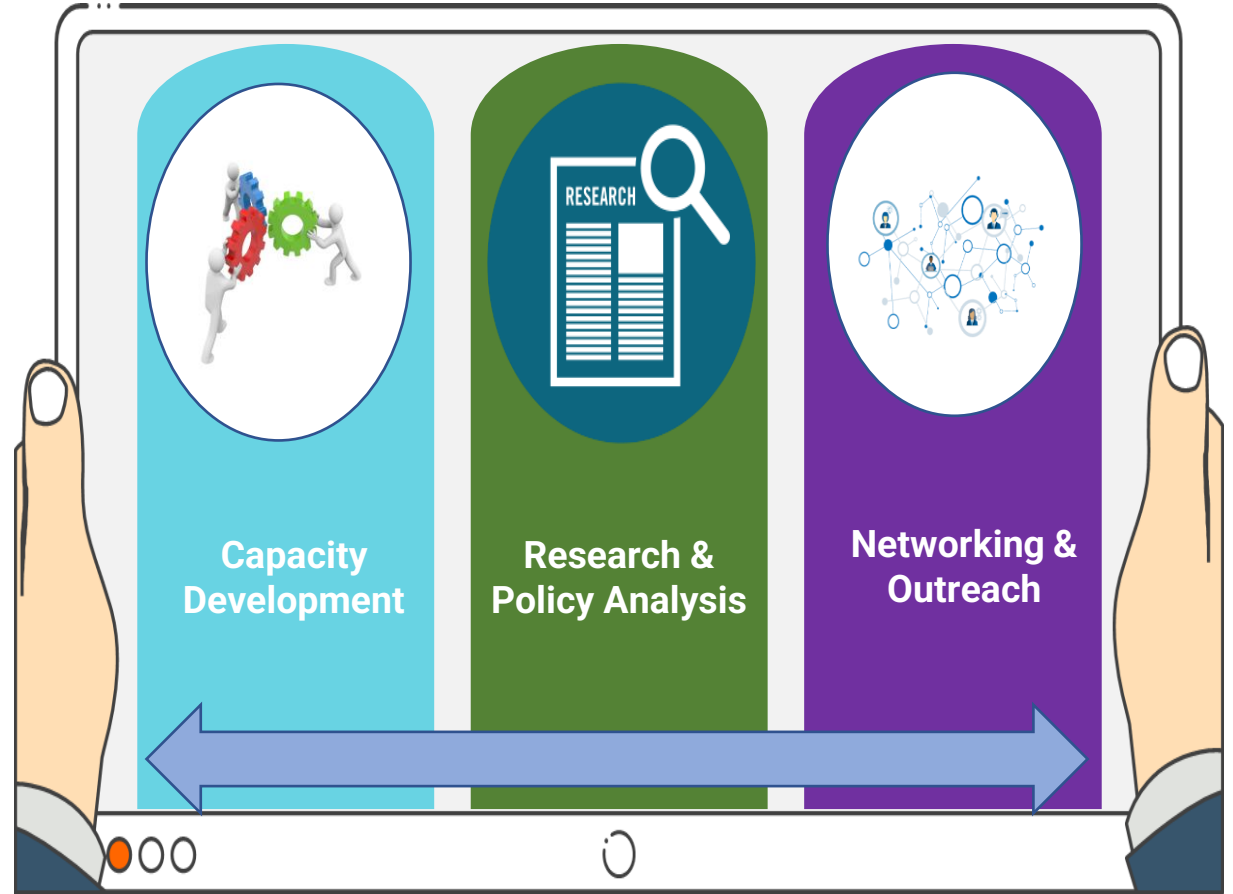 RESEARCH
Capacity
Development
Research &
Policy Analysis
Networking &
Outreach